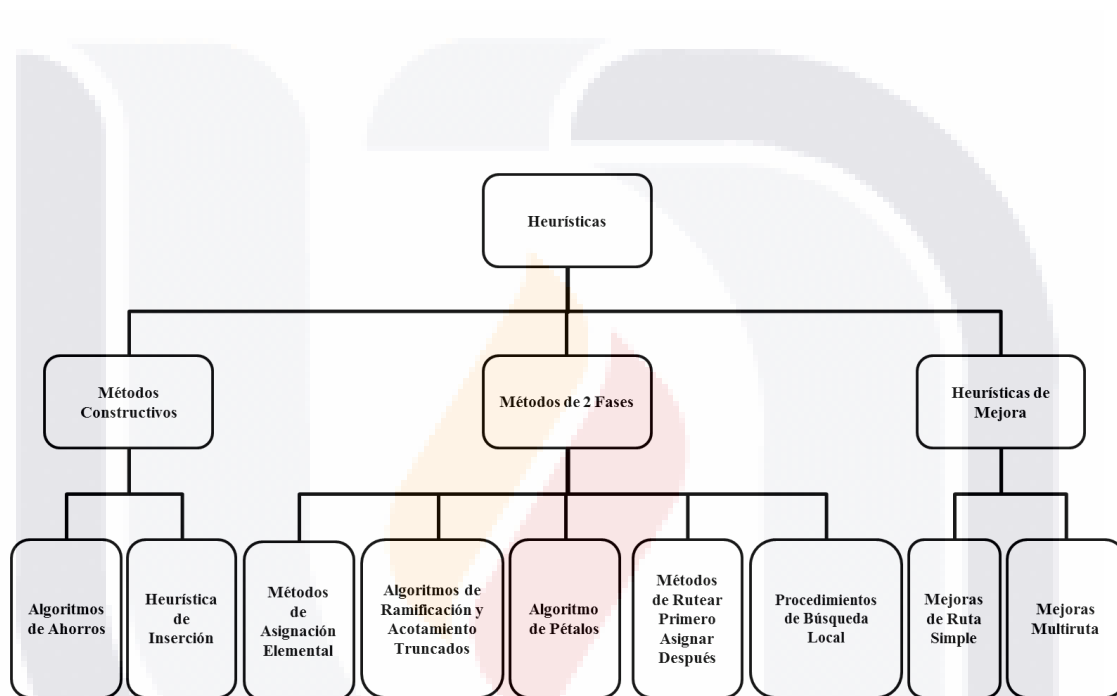 Heurísticas
Métodos
Constructivos
Métodos de 2 Fases
Heurísticas de
Mejora
Algoritmos
de Ahorros
Heurística
de
Inserción
Métodos
de
Asignación
Elemental
Algoritmos de
Ramificación y
Acotamiento
Truncados
Algoritmo
de Pétalos
Métodos
de Rutear
Primero
Asignar
Después
Procedimientos
de Búsqueda
Local
Mejoras
de Ruta
Simple
Mejoras
Multiruta